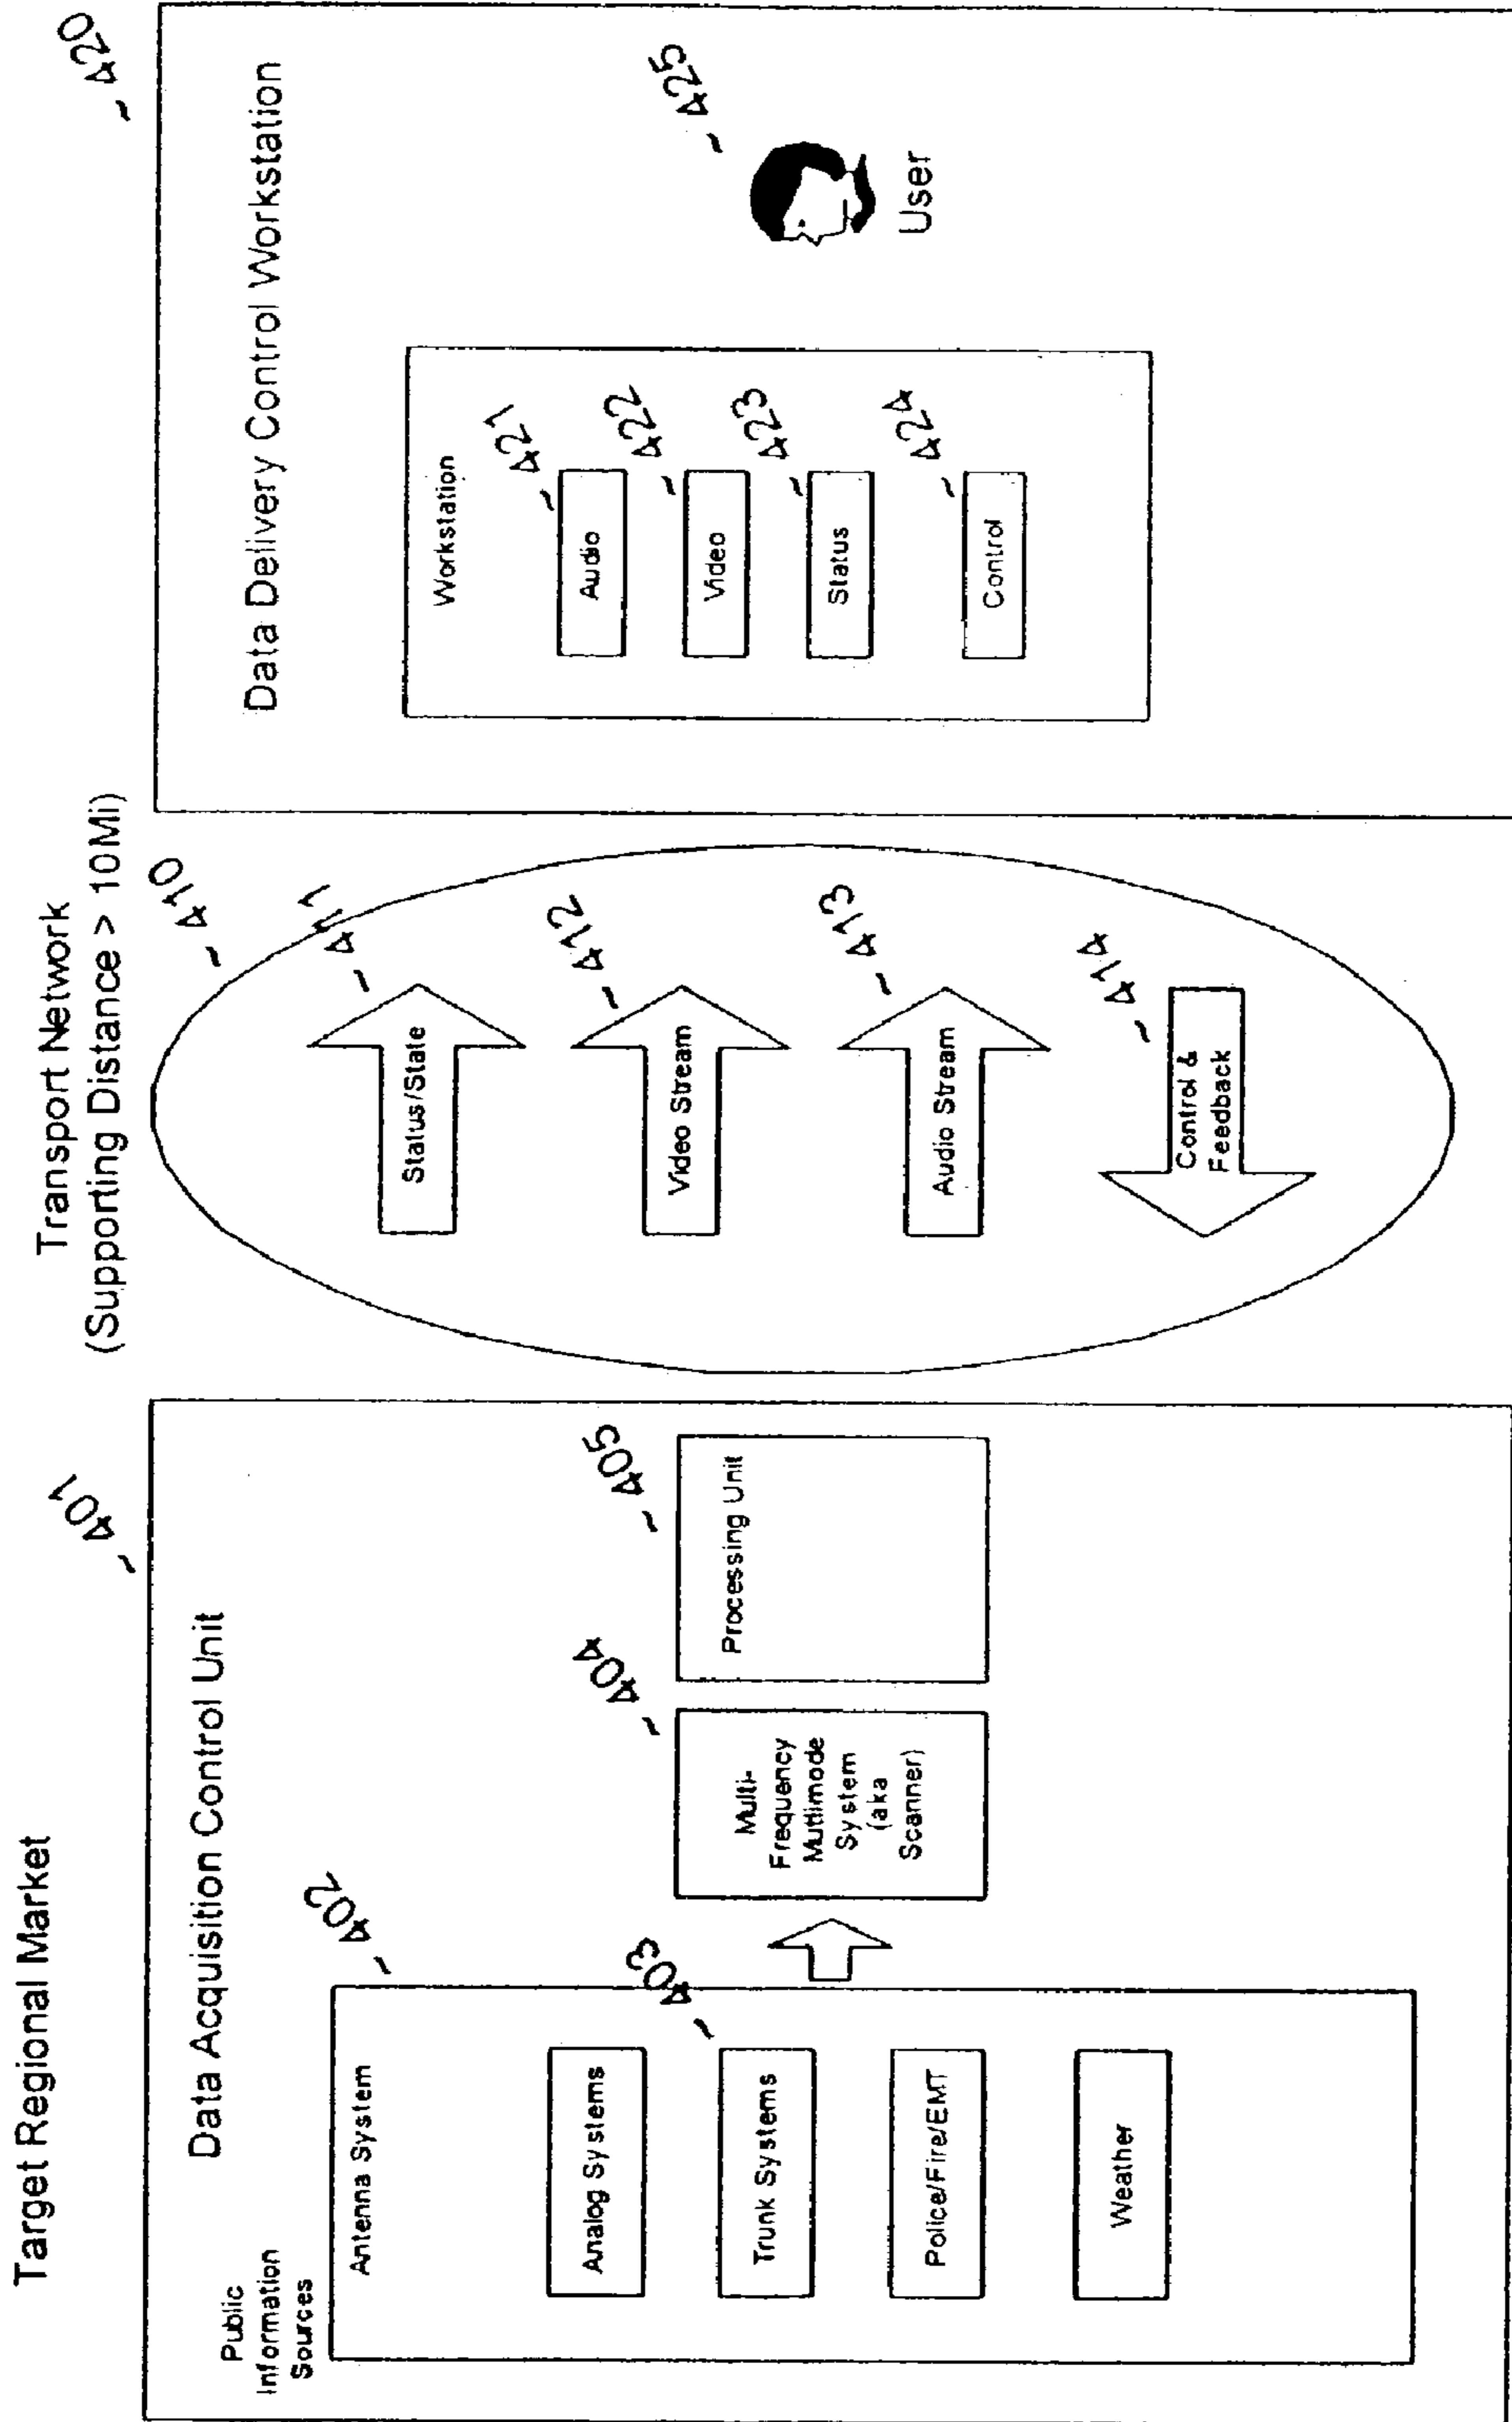 Target Regional Market
~ 401
Data Acquisition Control Unit
Public
Information
Sources
~ 402
Antenna System
Analog Systems
~ 403
Trunk Systems
Police/Fire/EMT
Weather
~ 404
Multi-
Frequency
Mutlimode
System
(aka
Scanner)
~ 405
Processing Unit
Transport Network
(Supporting Distance > 10Mi)
~ 410
~ 411
Status/State
~ 412
Video Stream
~ 413
Audio Stream
~ 414
Control &
Feedback
~ 420
Data Delivery Control Workstation
Workstation
~ 421
Audio
~ 422
Video
~ 423
Status
~ 424
Control
~ 425
User